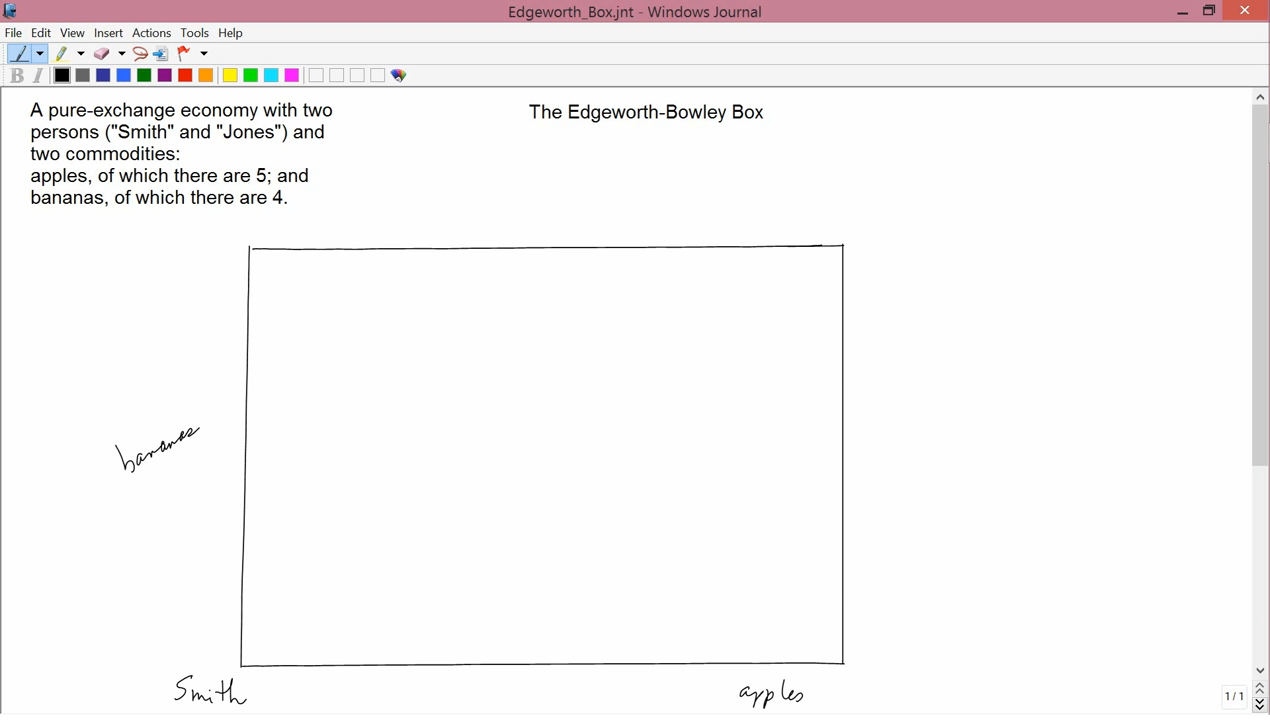 Edgeworth_Box.jnt - Windows Journal
File Edit View Insert Actions Tools Help
B I
A pure-exchange economy with two
persons ("Smith" and "Jones") and
two commodities:
apples, of which there are 5; and
bananas, of which there are 4.
The Edgeworth-Bowley Box
bananas
Smith
apples
1 / 1